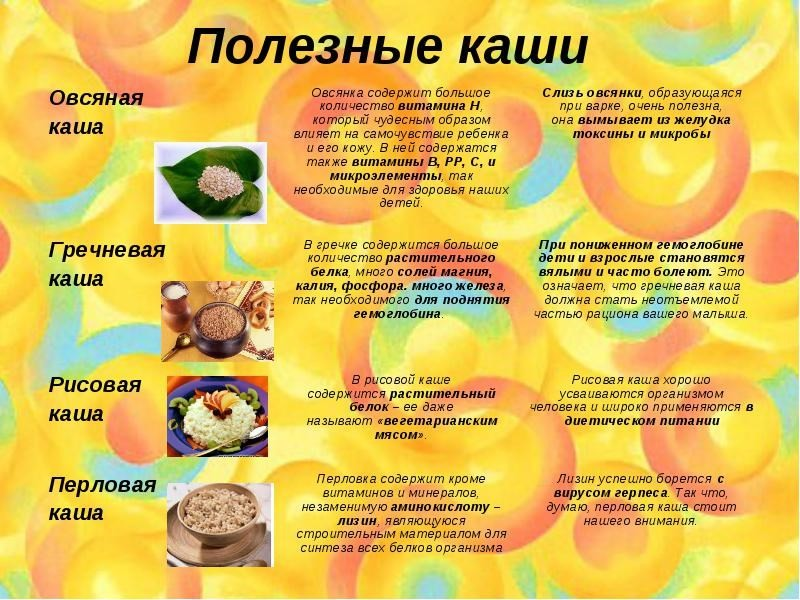 Полезные каши
Овсяная
каша
Овсянка содержит большое
количество витамина Н,
который чудесным образом
влияет на самочувствие ребенка
и его кожу. В ней содержатся
также витамины В, РР, С, и
микроэлементы, так
необходимые для здоровья наших
детей.
Слизь овсянки, образующаяся
при варке, очень полезна,
она вымывает из желудка
токсины и микробы
Гречневая
каша
В гречке содержится большое
количество растительного
белка, много солей магния,
калия, фосфора. много железа,
так необходимого для поднятия
гемоглобина.
При пониженном гемоглобине
дети и взрослые становятся
вялыми и часто болеют. Это
означает, что гречневая каша
должна стать неотъемлемой
частью рациона вашего малыша.
Рисовая
каша
В рисовой каше
содержится растительный
белок – ее даже
называют «вегетарианским
мясом».
Рисовая каша хорошо
усваиваются организмом
человека и широко применяются в
диетическом питании
Перловая
каша
Перловка содержит кроме
витаминов и минералов,
незаменимую аминокислоту –
лизин, являющуюся
строительным материалом для
синтеза всех белков организма
Лизин успешно борется с
вирусом герпеса. Так что,
думаю, перловая каша стоит
нашего внимания.